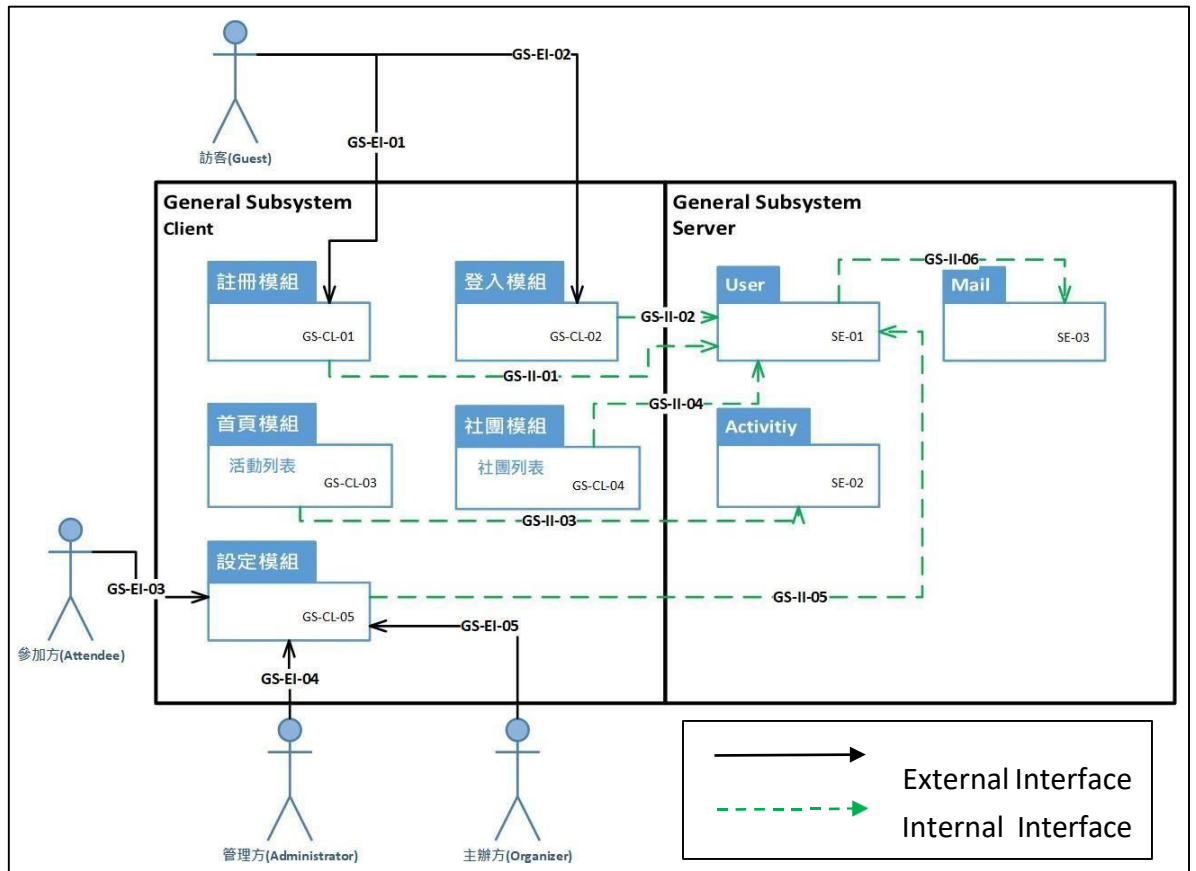 GS-EI-02
GS-EI-01
訪客(Guest)
General Subsystem
Client
General Subsystem
Server
註冊模組
GS-CL-01
登入模組
GS-CL-02
GS-II-02
User
SE-01
GS-II-06
Mail
SE-03
GS-II-01
GS-II-04
首頁模組
活動列表
GS-CL-03
社團模組
社團列表
GS-CL-04
Activitiy
SE-02
GS-II-03
設定模組
GS-CL-05
GS-EI-03
GS-II-05
GS-EI-05
參加方(Attendee)
GS-EI-04
管理方(Administrator)
主辦方(Organizer)
External Interface
Internal Interface